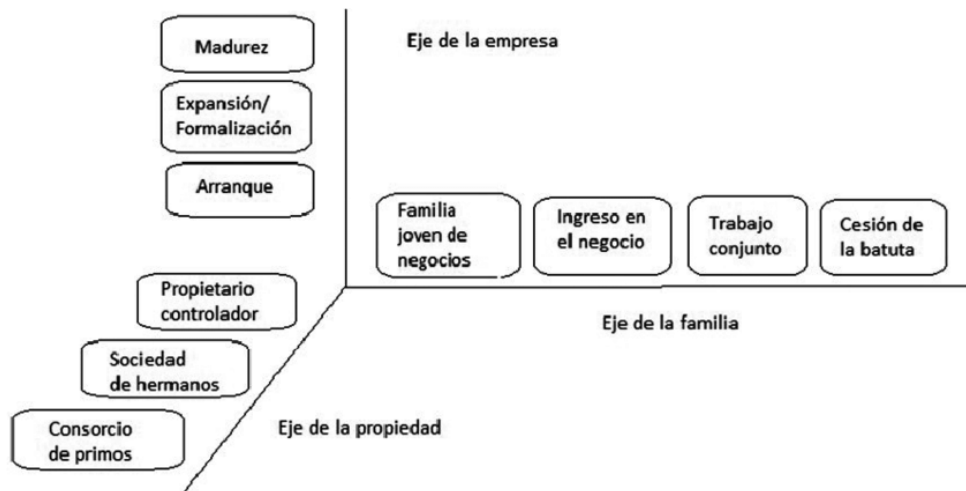 Madurez
Eje de la empresa
Expansión/
Formalización
Arranque
Familia
joven de
negocios
Ingreso en
el negocio
Trabajo
conjunto
Cesión de
la batuta
Propietario
controlador
Eje de la familia
Sociedad
de hermanos
Eje de la propiedad
Consorcio
de primos